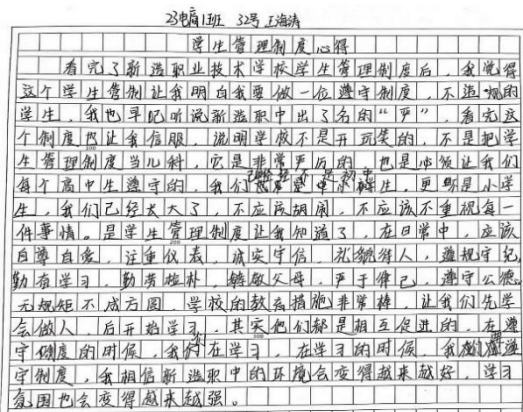 23电商1班 32号 王海涛
学生管理制度心得
看完了新造职业技术学校学生管理制度后，我觉得
这个学生管制让我明白我要做一位遵守制度，不违规的
学生，我也早已听说新造职中出了名的“严”，看完这
个制度也让我信服，说明学校不是开玩笑的，不是把学
生管理制度当儿科，它是非常严厉的，也是必须让我们
每个高中生遵守的，我们已经不是初中生，更别是小学
生，我们已经长大了，不应该胡闹，不应该不重视每一
件事情。是学生管理制度让我知道了，在日常中，应该
自尊自爱，注重仪表，诚实守信，礼貌待人，遵规守纪，
勤奋学习，勤劳俭朴，孝敬父母，严于律己，遵守公德，
无规矩不成方圆，学校的教育措施非常棒，让我们先学
会做人，后开始学习，其实他们都是相互促进的，在遵
守制度的时候，我们也在学习，在学习的时候，我们遵
守制度，我相信新造职中的环境会变得越来越好，学习
氛围也会变得越来越强。